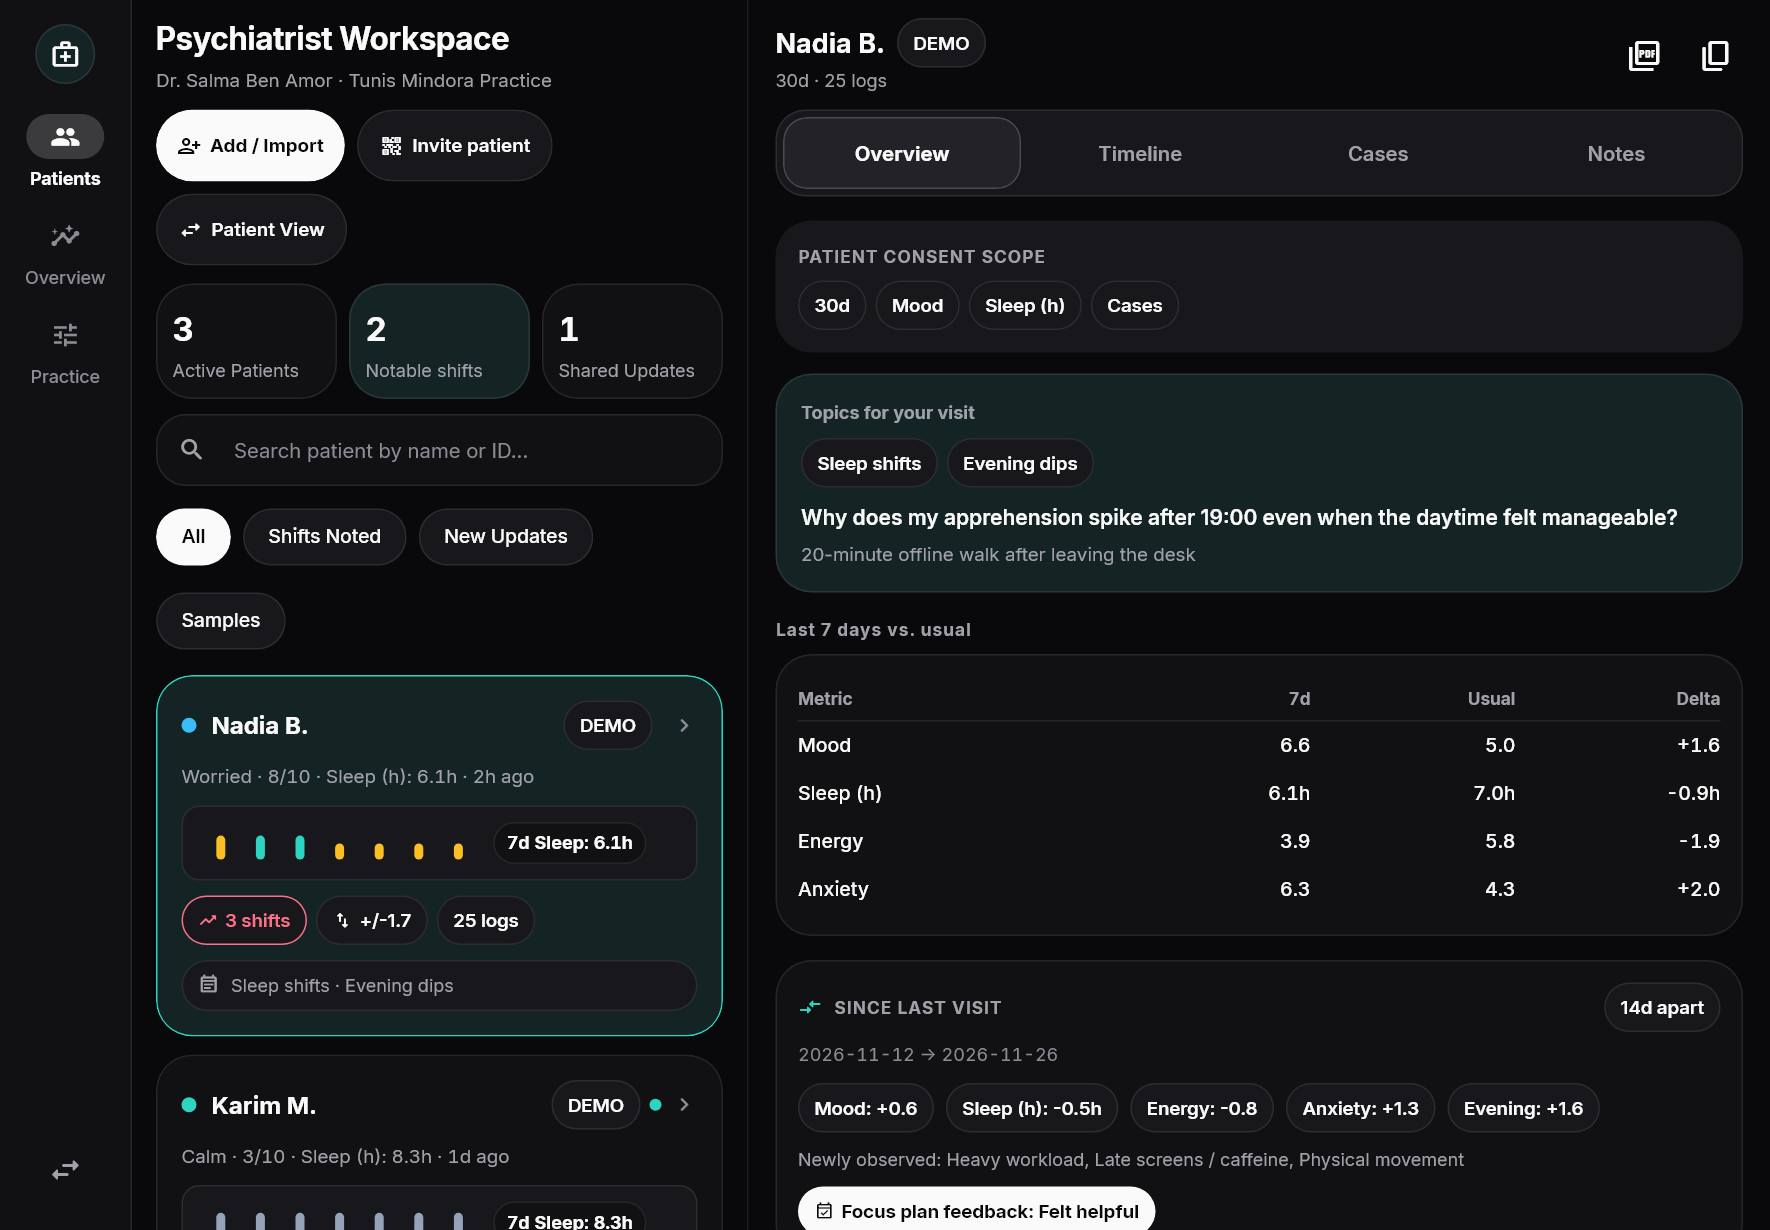 Patients
Overview
Practice
Psychiatrist Workspace
Dr. Salma Ben Amor · Tunis Mindora Practice
Add / Import
Invite patient
Patient View
3
Active Patients
2
Notable shifts
1
Shared Updates
Search patient by name or ID...
All
Shifts Noted
New Updates
Samples
Nadia B.
DEMO
Worried · 8/10 · Sleep (h): 6.1h · 2h ago
7d Sleep: 6.1h
3 shifts
+/-1.7
25 logs
Sleep shifts · Evening dips
Karim M.
DEMO
Calm · 3/10 · Sleep (h): 8.3h · 1d ago
7d Sleep: 8.3h
Nadia B.
DEMO
30d · 25 logs
PDF
Overview
Timeline
Cases
Notes
PATIENT CONSENT SCOPE
30d
Mood
Sleep (h)
Cases
Topics for your visit
Sleep shifts
Evening dips
Why does my apprehension spike after 19:00 even when the daytime felt manageable?
20-minute offline walk after leaving the desk
Last 7 days vs. usual
Metric 7d Usual Delta
Mood 6.6 5.0 +1.6
Sleep (h) 6.1h 7.0h -0.9h
Energy 3.9 5.8 -1.9
Anxiety 6.3 4.3 +2.0
SINCE LAST VISIT
14d apart
2026-11-12 → 2026-11-26
Mood: +0.6
Sleep (h): -0.5h
Energy: -0.8
Anxiety: +1.3
Evening: +1.6
Newly observed: Heavy workload, Late screens / caffeine, Physical movement
Focus plan feedback: Felt helpful